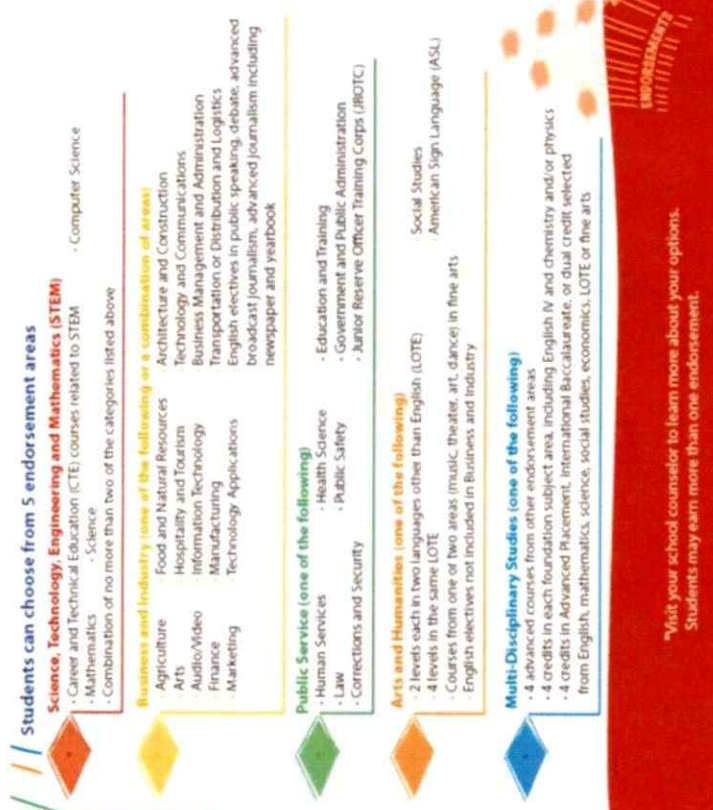 Students can choose from 5 endorsement areas
Science, Technology, Engineering and Mathematics (STEM)
· Career and Technical Education (CTE) courses related to STEM · Computer Science
· Mathematics · Science
· Combination of no more than two of the categories listed above
Business and Industry (one of the following or a combination of areas)
· Agriculture · Food and Natural Resources · Architecture and Construction
· Arts · Hospitality and Tourism · Technology and Communications
· Audio/Video · Information Technology · Business Management and Administration
· Finance · Manufacturing · Transportation or Distribution and Logistics
· Marketing · Technology Applications · English electives in public speaking, debate, advanced
broadcast journalism, advanced journalism including
newspaper and yearbook
Public Service (one of the following)
· Human Services · Health Science · Education and Training
· Law · Public Safety · Government and Public Administration
· Corrections and Security · Junior Reserve Officer Training Corps (JROTC)
Arts and Humanities (one of the following)
· 2 levels each in two languages other than English (LOTE) · Social Studies
· 4 levels in the same LOTE · American Sign Language (ASL)
· Courses from one or two areas (music, theater, art, dance) in fine arts
· English electives not included in Business and Industry
Multi-Disciplinary Studies (one of the following)
· 4 advanced courses from other endorsement areas
· 4 credits in each foundation subject area, including English IV and chemistry and/or physics
· 4 credits in Advanced Placement, International Baccalaureate, or dual credit selected
from English, mathematics, science, social studies, economics, LOTE or fine arts
ENDORSEMENTS
*Visit your school counselor to learn more about your options.
Students may earn more than one endorsement.